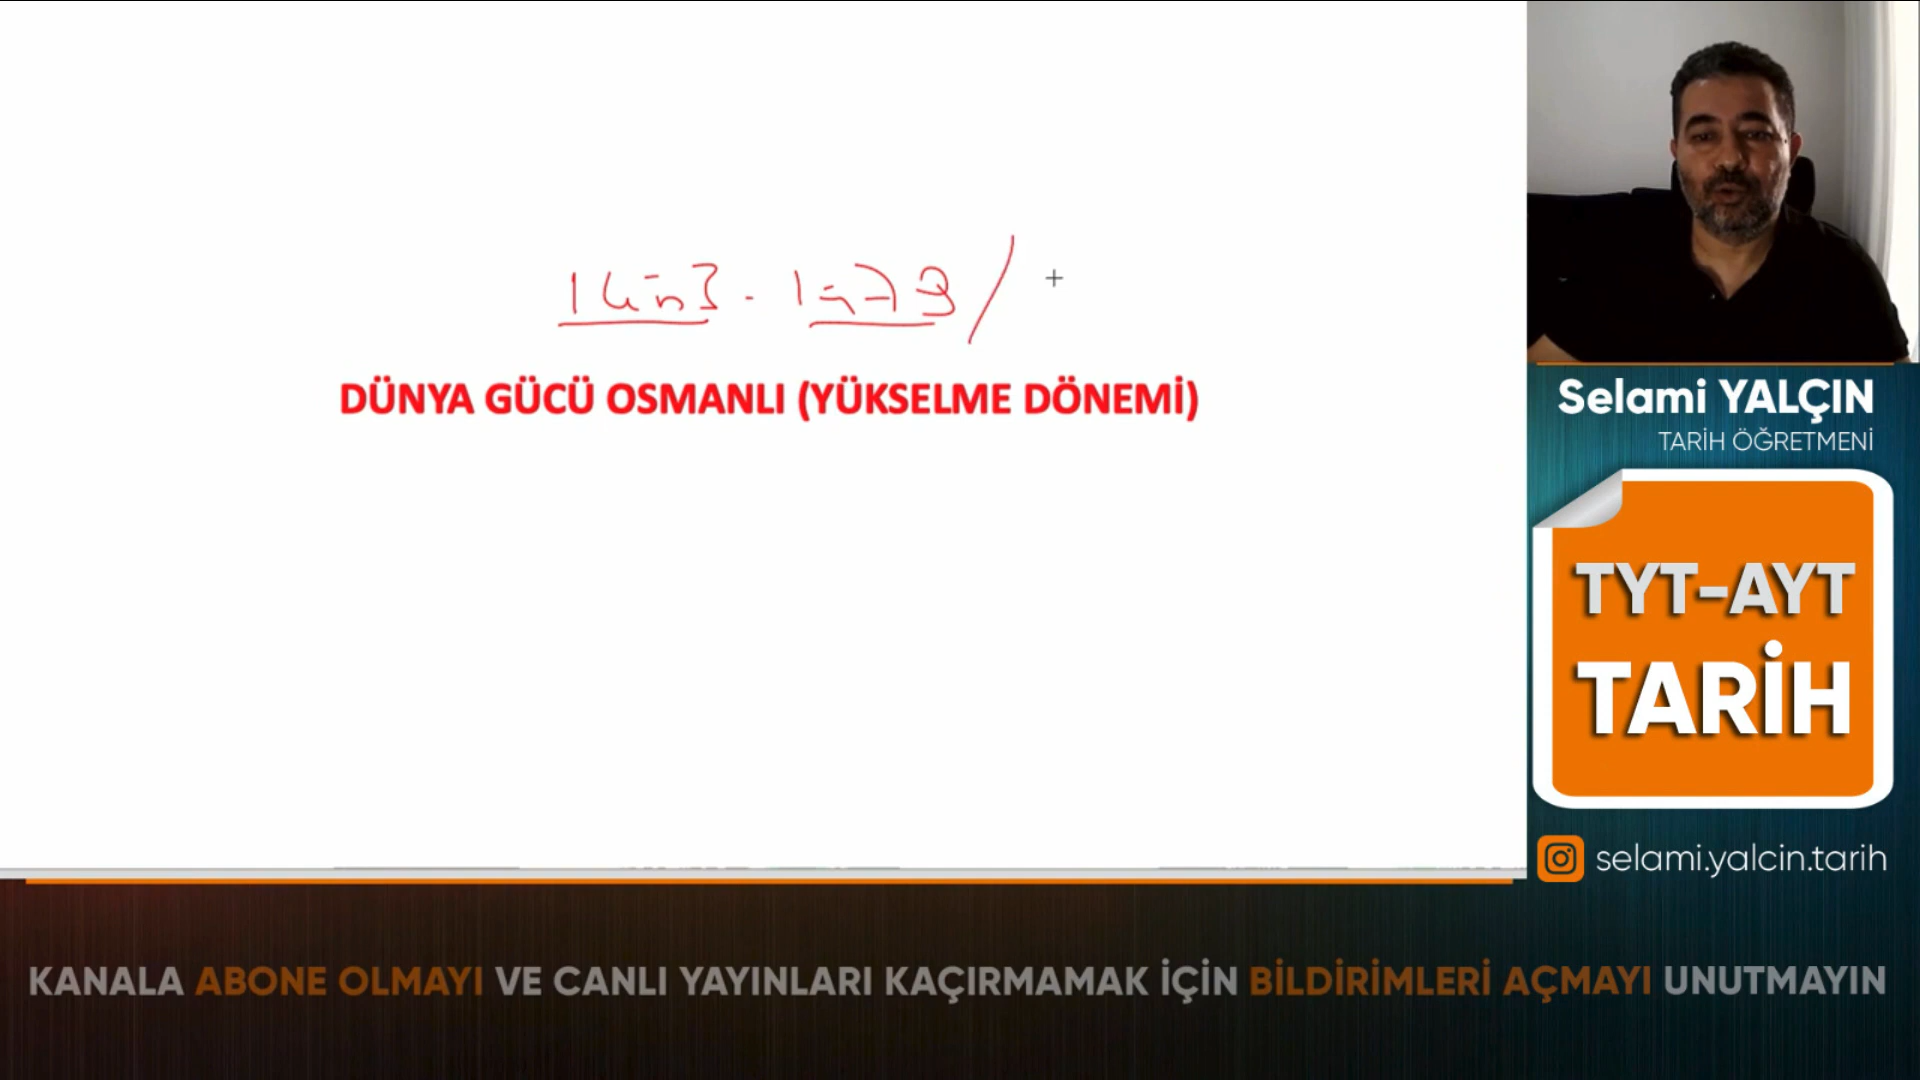 1453 - 1579 /
DÜNYA GÜCÜ OSMANLI (YÜKSELME DÖNEMİ)
Selami YALÇIN
TARİH ÖĞRETMENİ
TYT-AYT
TARİH
selami.yalcin.tarih
KANALA ABONE OLMAYI VE CANLI YAYINLARI KAÇIRMAMAK İÇİN BİLDİRİMLERİ AÇMAYI UNUTMAYIN